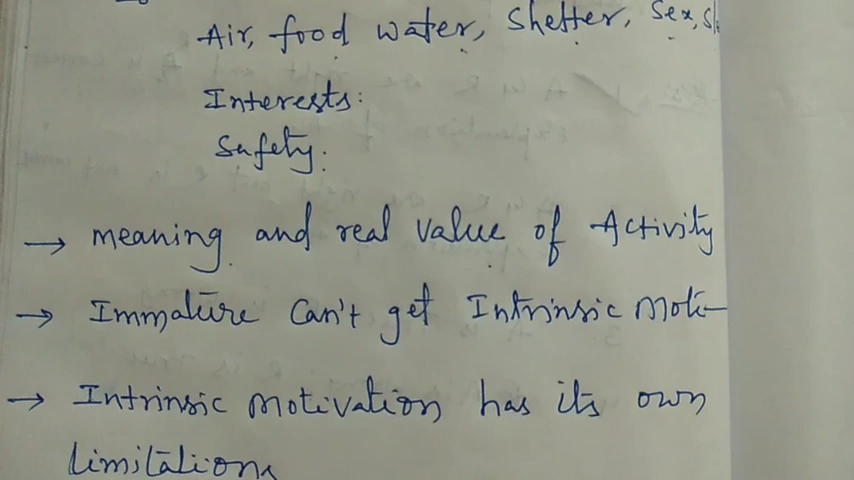 Air, food water, Shelter, Sex,
Interests:
Safety:
→ meaning and real value of Activity
→ Immature Can't get Intrinsic Moti-
→ Intrinsic Motivation has its own
limitations